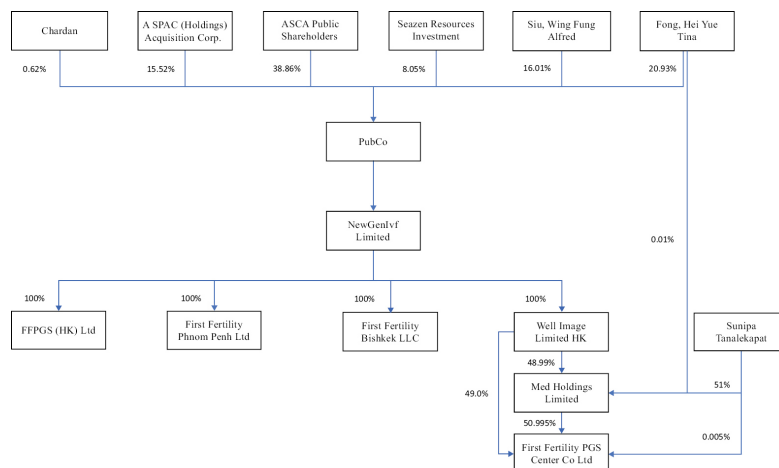 Chardan
A SPAC (Holdings)
Acquisition Corp.
ASCA Public
Shareholders
Seazen Resources
Investment
Siu, Wing Fung
Alfred
Fong, Hei Yue
Tina
0.62%
15.52%
38.86%
8.05%
16.01%
20.93%
PubCo
NewGenIvf
Limited
0.01%
100%
100%
100%
100%
FFPGS (HK) Ltd
First Fertility
Phnom Penh Ltd
First Fertility
Bishkek LLC
Well Image
Limited HK
Sunipa
Tanalekapat
48.99%
49.0%
Med Holdings
Limited
51%
50.995%
0.005%
First Fertility PGS
Center Co Ltd